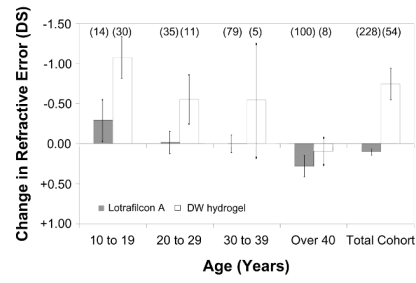 Change in Refractive Error (DS)
-1.50
-1.00
-0.50
0.00
+0.50
+1.00
(14) (30) (35) (11) (79) (5) (100) (8) (228) (54)
Lotrafilcon A DW hydrogel
10 to 19 20 to 29 30 to 39 Over 40 Total Cohort
Age (Years)